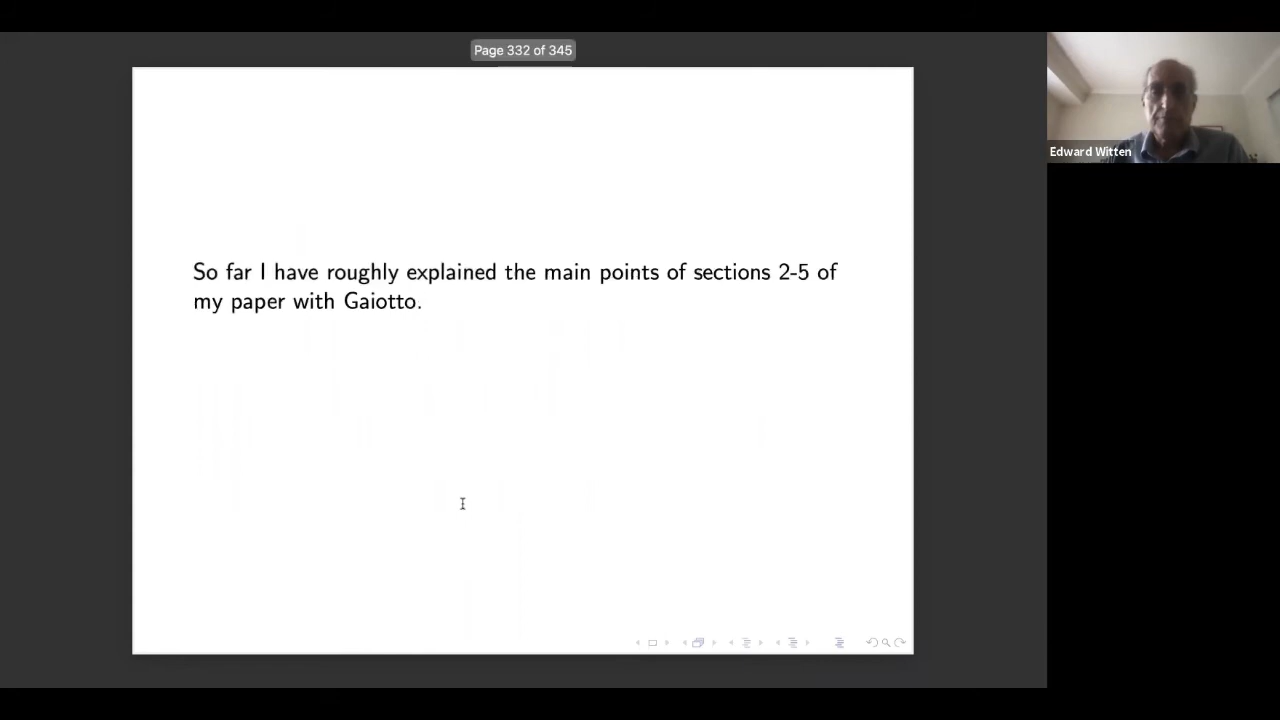 Page 332 of 345
Edward Witten
So far I have roughly explained the main points of sections 2-5 of
my paper with Gaiotto.